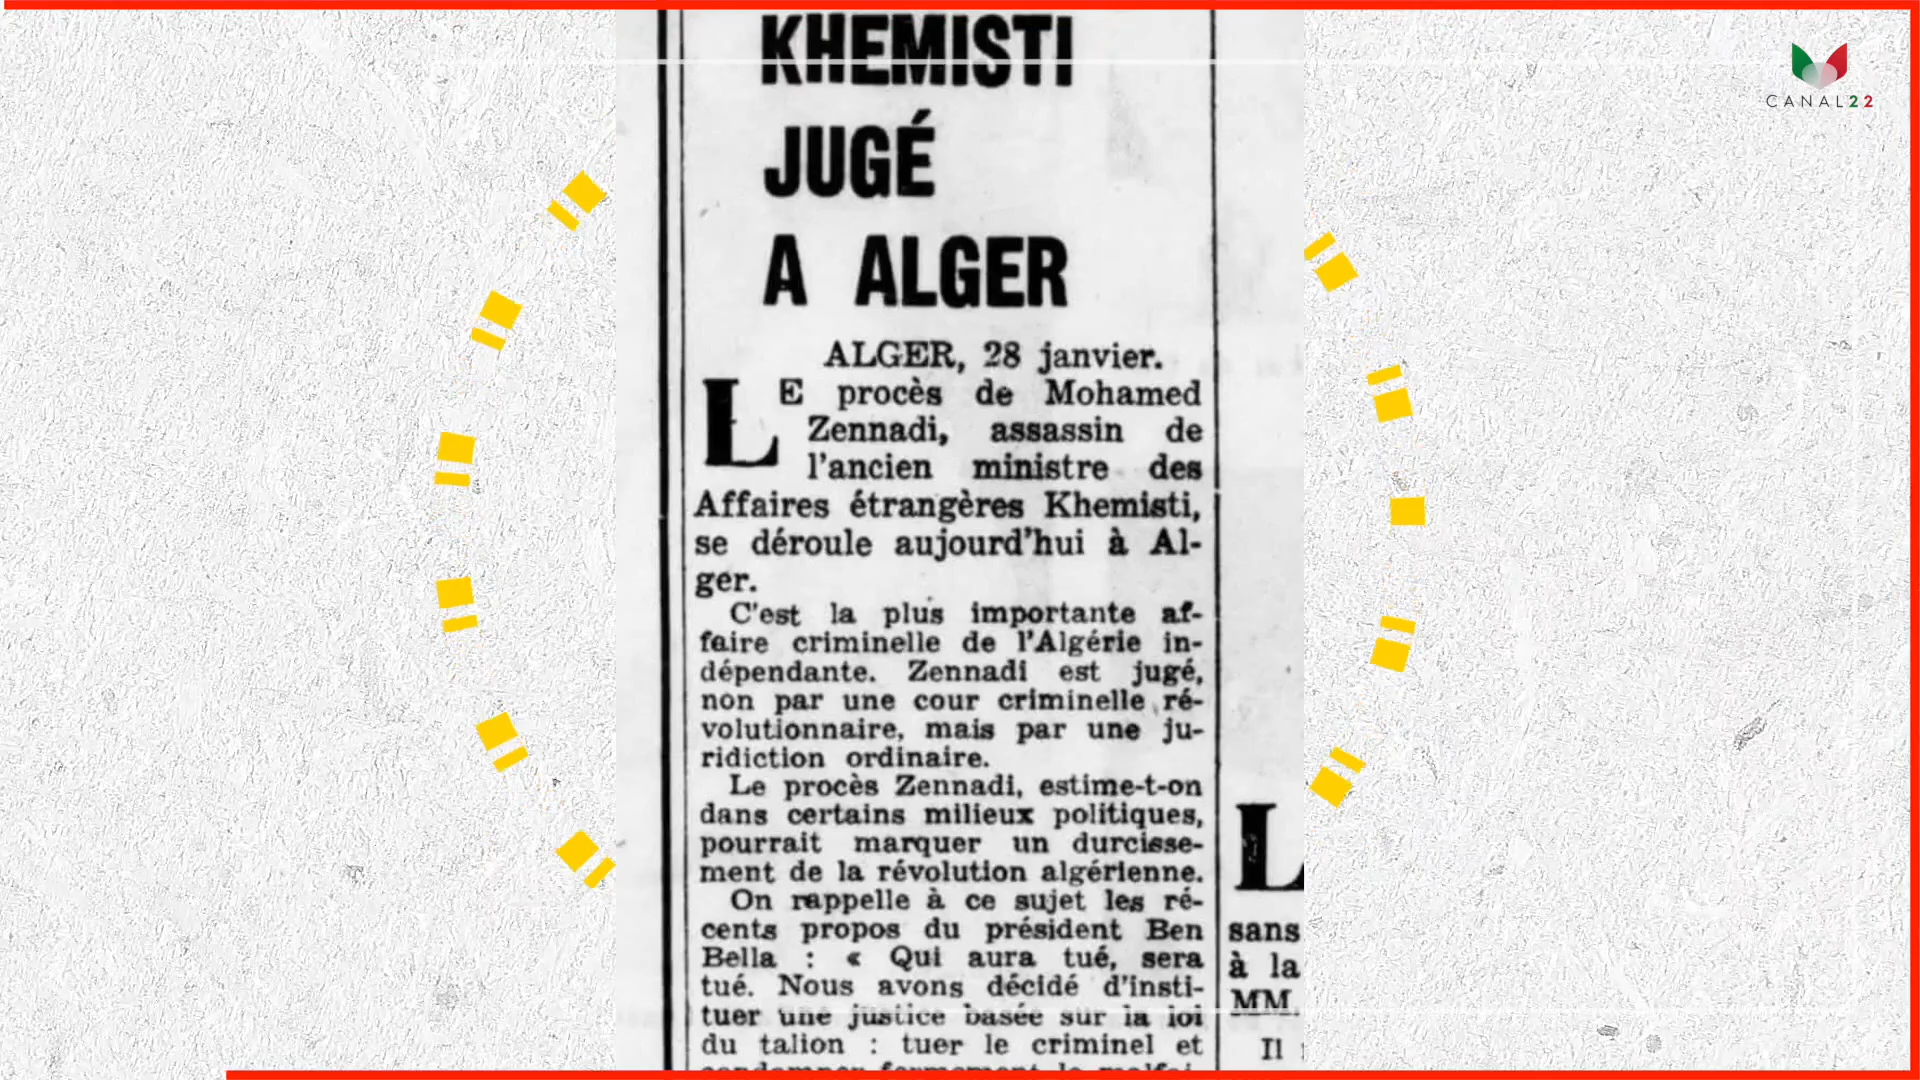 KHEMISTI
JUGÉ
A ALGER
ALGER, 28 janvier.
LE procès de Mohamed
Zennadi, assassin de
l'ancien ministre des
Affaires étrangères Khemisti,
se déroule aujourd'hui à Al-
ger.
C'est la plus importante af-
faire criminelle de l'Algérie in-
dépendante. Zennadi est jugé,
non par une cour criminelle ré-
volutionnaire, mais par une ju-
ridiction ordinaire.
Le procès Zennadi, estime-t-on
dans certains milieux politiques,
pourrait marquer un durcisse-
ment de la révolution algérienne.
On rappelle à ce sujet les ré-
cents propos du président Ben
Bella : « Qui aura tué, sera
tué. Nous avons décidé d'insti-
tuer une justice basée sur la loi
du talion : tuer le criminel et
L
sans
à la
MM.
Il
CANAL22